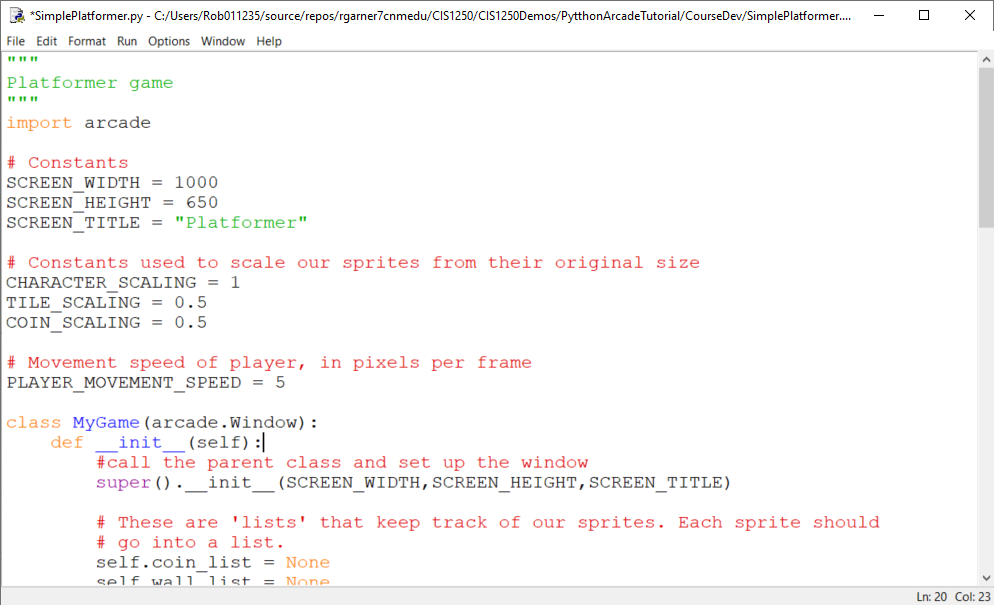 *SimplePlatformer.py - C:/Users/Rob011235/source/repos/rgarner7cnmedu/CIS1250/CIS1250Demos/PytthonArcadeTutorial/CourseDev/SimplePlatformer....
File Edit Format Run Options Window Help
"""
Platformer game
"""
import arcade
# Constants
SCREEN_WIDTH = 1000
SCREEN_HEIGHT = 650
SCREEN_TITLE = "Platformer"
# Constants used to scale our sprites from their original size
CHARACTER_SCALING = 1
TILE_SCALING = 0.5
COIN_SCALING = 0.5
# Movement speed of player, in pixels per frame
PLAYER_MOVEMENT_SPEED = 5
class MyGame(arcade.Window):
    def __init__(self):
        #call the parent class and set up the window
        super().__init__(SCREEN_WIDTH,SCREEN_HEIGHT,SCREEN_TITLE)
        # These are 'lists' that keep track of our sprites. Each sprite should
        # go into a list.
        self.coin_list = None
        self.wall_list = None
Ln: 20 Col: 23